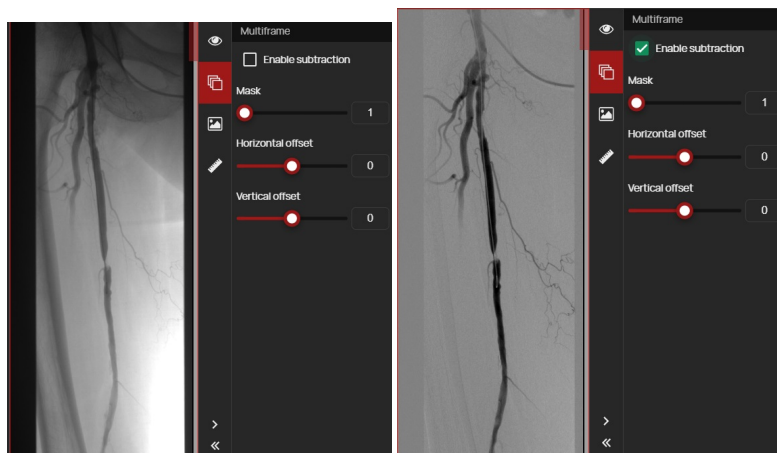 Multiframe
Enable subtraction
Mask
1
Horizontal offset
0
Vertical offset
0
Multiframe
Enable subtraction
Mask
1
Horizontal offset
0
Vertical offset
0